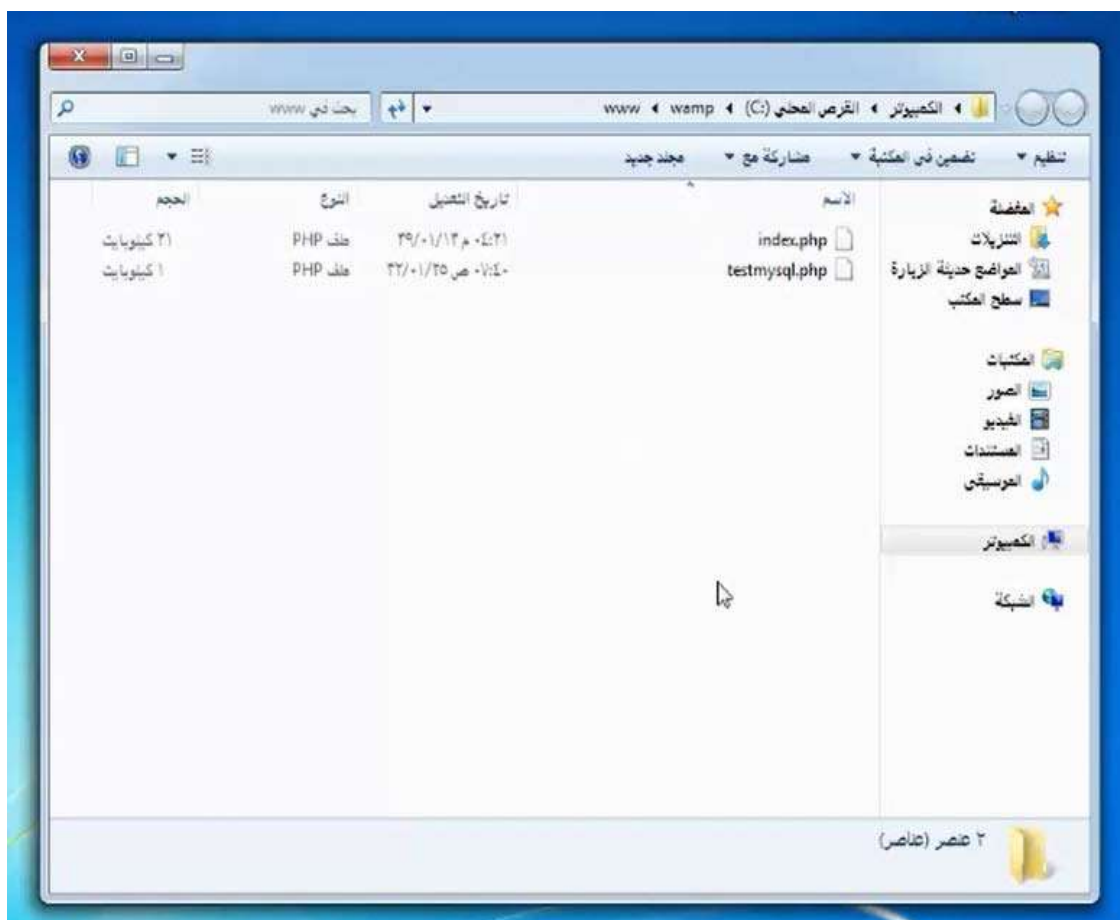 الكمبيوتر ◂ القرص المحلي (C:) ◂ wamp ◂ www
بحث في www
تنظيم
تضمين في المكتبة
مشاركة مع
مجلد جديد
الاسم تاريخ التعديل النوع الحجم
index.php ملف PHP ٢١ كيلوبايت
testmysql.php ملف PHP ١ كيلوبايت
المفضلة
التنزيلات
المواضع حديثة الزيارة
سطح المكتب
المكتبات
الصور
الفيديو
المستندات
الموسيقى
الكمبيوتر
الشبكة
٢ عنصر (عناصر)